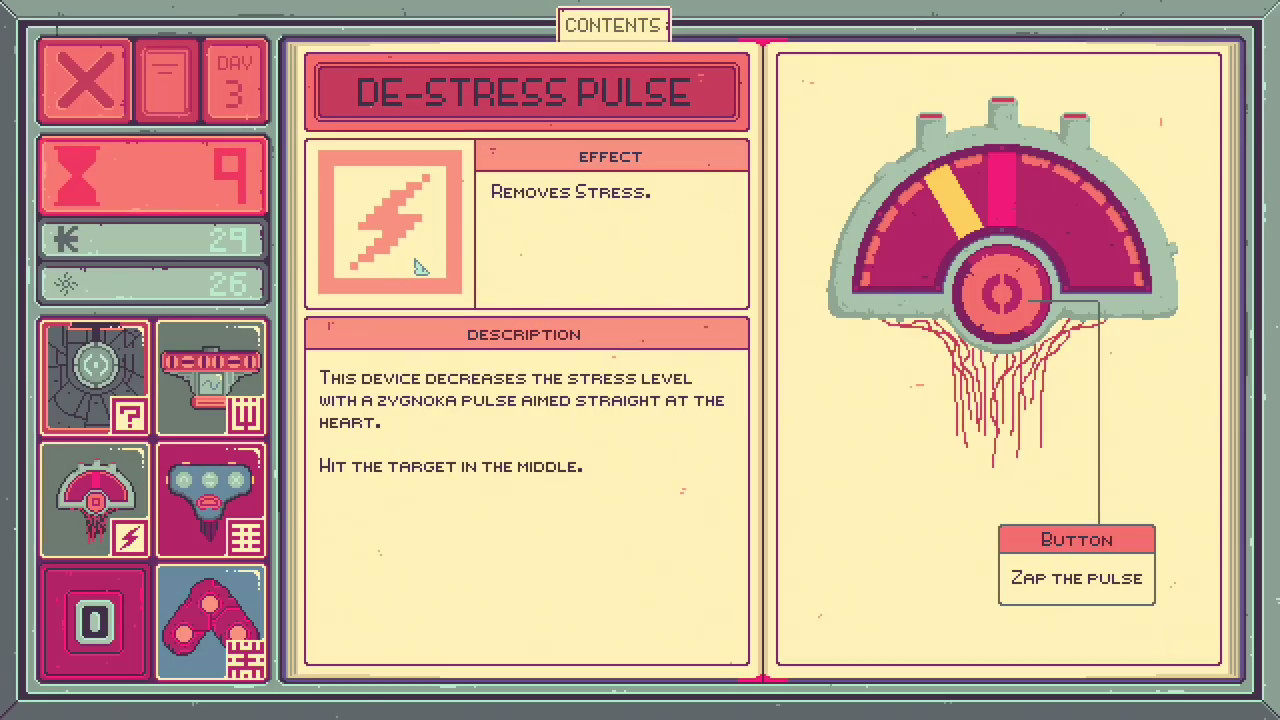 CONTENTS
DAY
3
9
29
26
?
0
DE-STRESS PULSE
EFFECT
REMOVES STRESS.
DESCRIPTION
THIS DEVICE DECREASES THE STRESS LEVEL
WITH A ZYGNOKA PULSE AIMED STRAIGHT AT THE
HEART.
HIT THE TARGET IN THE MIDDLE.
BUTTON
ZAP THE PULSE